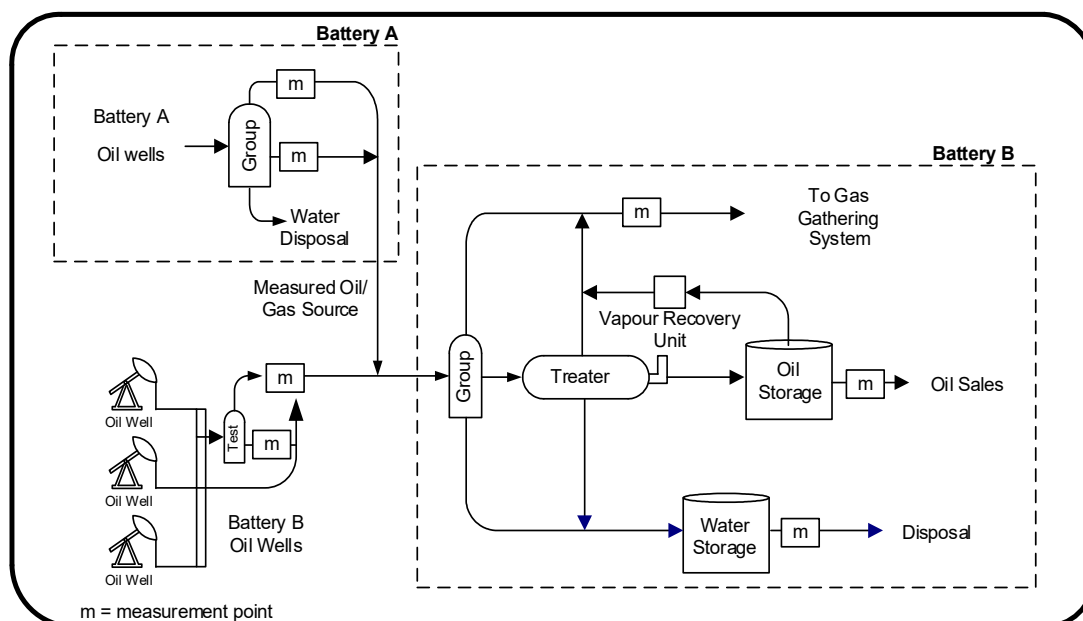 Battery A
Battery A
Oil wells
Group
m
m
Water
Disposal
Measured Oil/
Gas Source
Battery B
m
To Gas
Gathering
System
Vapour Recovery
Unit
Group
Treater
Oil
Storage
m
Oil Sales
m
Test
m
Oil Well
Oil Well
Oil Well
Battery B
Oil Wells
Water
Storage
m
Disposal
m = measurement point